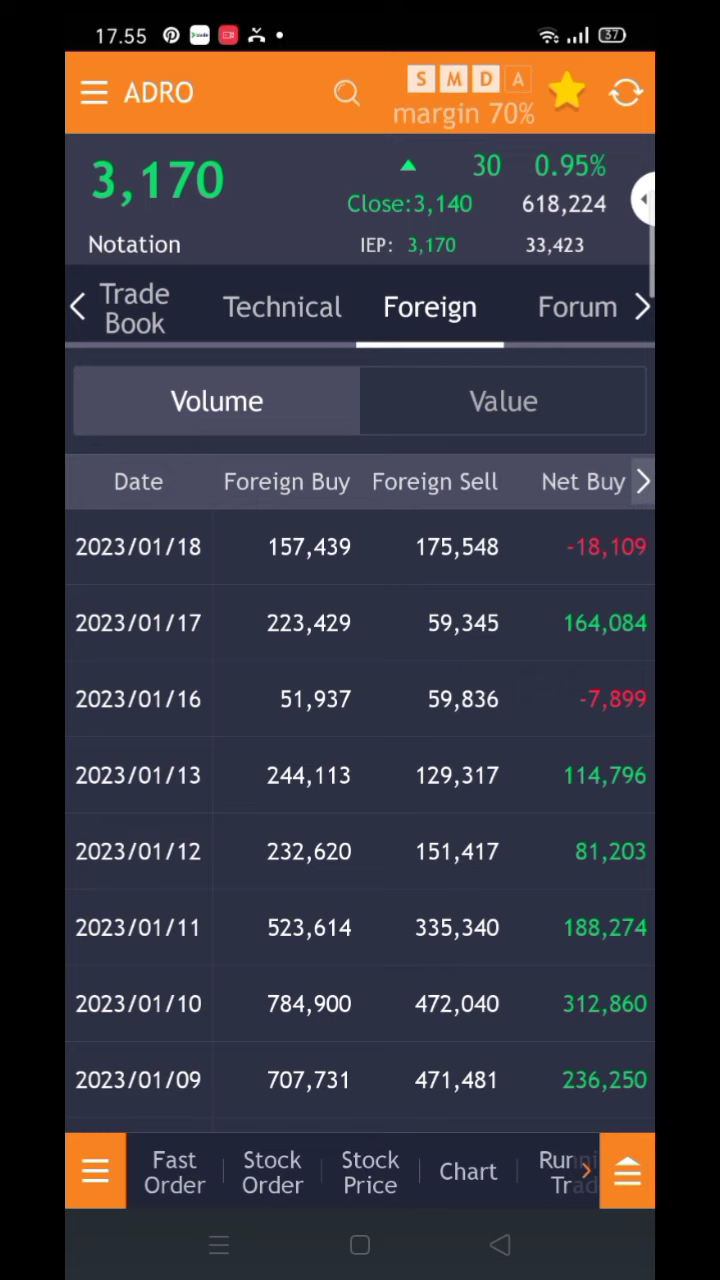 17.55 37
ADRO S M D A
margin 70%
3,170 30 0.95%
Close:3,140 618,224
Notation IEP: 3,170 33,423
Trade Book Technical Foreign Forum
Volume Value
Date Foreign Buy Foreign Sell Net Buy
2023/01/18 157,439 175,548 -18,109
2023/01/17 223,429 59,345 164,084
2023/01/16 51,937 59,836 -7,899
2023/01/13 244,113 129,317 114,796
2023/01/12 232,620 151,417 81,203
2023/01/11 523,614 335,340 188,274
2023/01/10 784,900 472,040 312,860
2023/01/09 707,731 471,481 236,250
Fast Order Stock Order Stock Price Chart